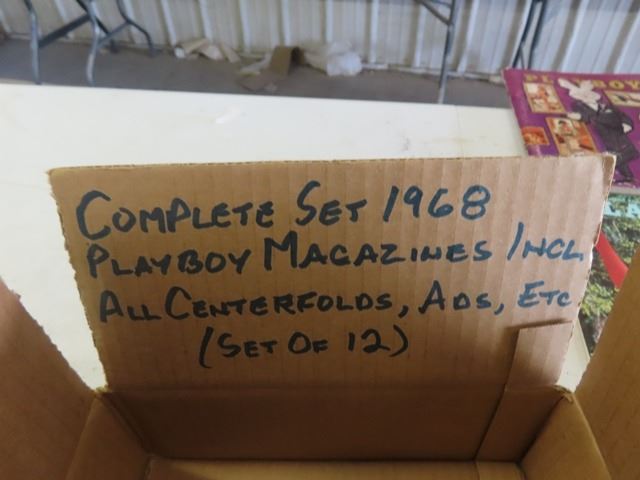 COMPLETE SET 1968
PLAYBOY MAGAZINES INCL
ALL CENTERFOLDS, ADS, ETC
(SET OF 12)